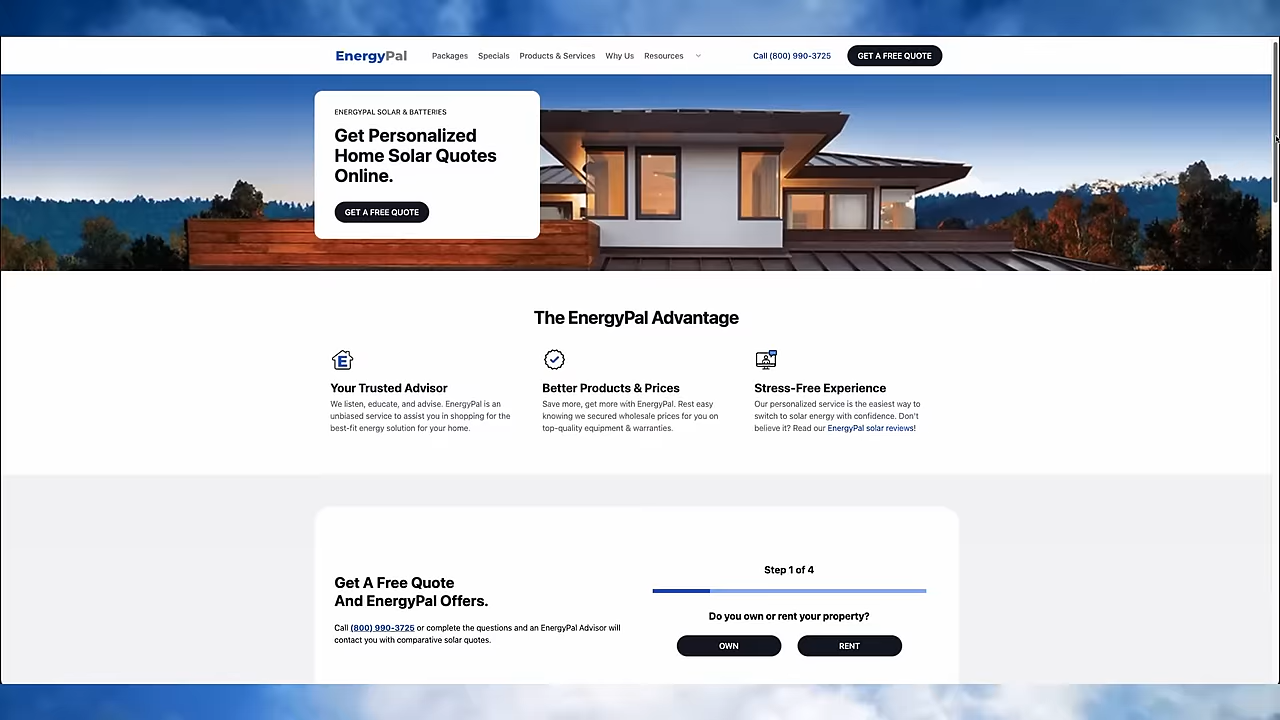 EnergyPal
Packages
Specials
Products & Services
Why Us
Resources
Call (800) 990-3725
GET A FREE QUOTE
ENERGYPAL SOLAR & BATTERIES
Get Personalized
Home Solar Quotes
Online.
GET A FREE QUOTE
The EnergyPal Advantage
E
Your Trusted Advisor
We listen, educate, and advise. EnergyPal is an
unbiased service to assist you in shopping for the
best-fit energy solution for your home.
Better Products & Prices
Save more, get more with EnergyPal. Rest easy
knowing we secured wholesale prices for you on
top-quality equipment & warranties.
Stress-Free Experience
Our personalized service is the easiest way to
switch to solar energy with confidence. Don't
believe it? Read our EnergyPal solar reviews!
Get A Free Quote
And EnergyPal Offers.
Call (800) 990-3725 or complete the questions and an EnergyPal Advisor will
contact you with comparative solar quotes.
Step 1 of 4
Do you own or rent your property?
OWN
RENT